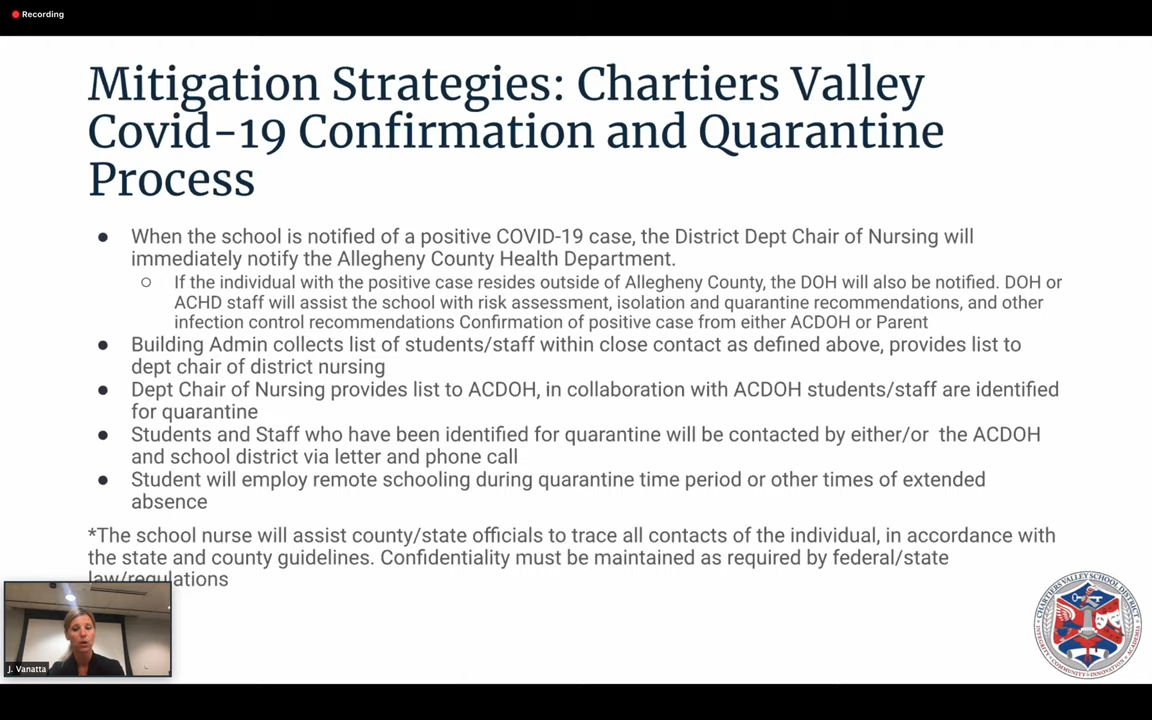 Recording
Mitigation Strategies: Chartiers Valley
Covid-19 Confirmation and Quarantine
Process
● When the school is notified of a positive COVID-19 case, the District Dept Chair of Nursing will
immediately notify the Allegheny County Health Department.
○ If the individual with the positive case resides outside of Allegheny County, the DOH will also be notified. DOH or
ACHD staff will assist the school with risk assessment, isolation and quarantine recommendations, and other
infection control recommendations Confirmation of positive case from either ACDOH or Parent
● Building Admin collects list of students/staff within close contact as defined above, provides list to
dept chair of district nursing
● Dept Chair of Nursing provides list to ACDOH, in collaboration with ACDOH students/staff are identified
for quarantine
● Students and Staff who have been identified for quarantine will be contacted by either/or the ACDOH
and school district via letter and phone call
● Student will employ remote schooling during quarantine time period or other times of extended
absence
*The school nurse will assist county/state officials to trace all contacts of the individual, in accordance with
the state and county guidelines. Confidentiality must be maintained as required by federal/state
law/regulations
J. Vanatta
CHARTIERS VALLEY SCHOOL DISTRICT
INTEGRITY COMMUNITY INNOVATION ACADEMIA